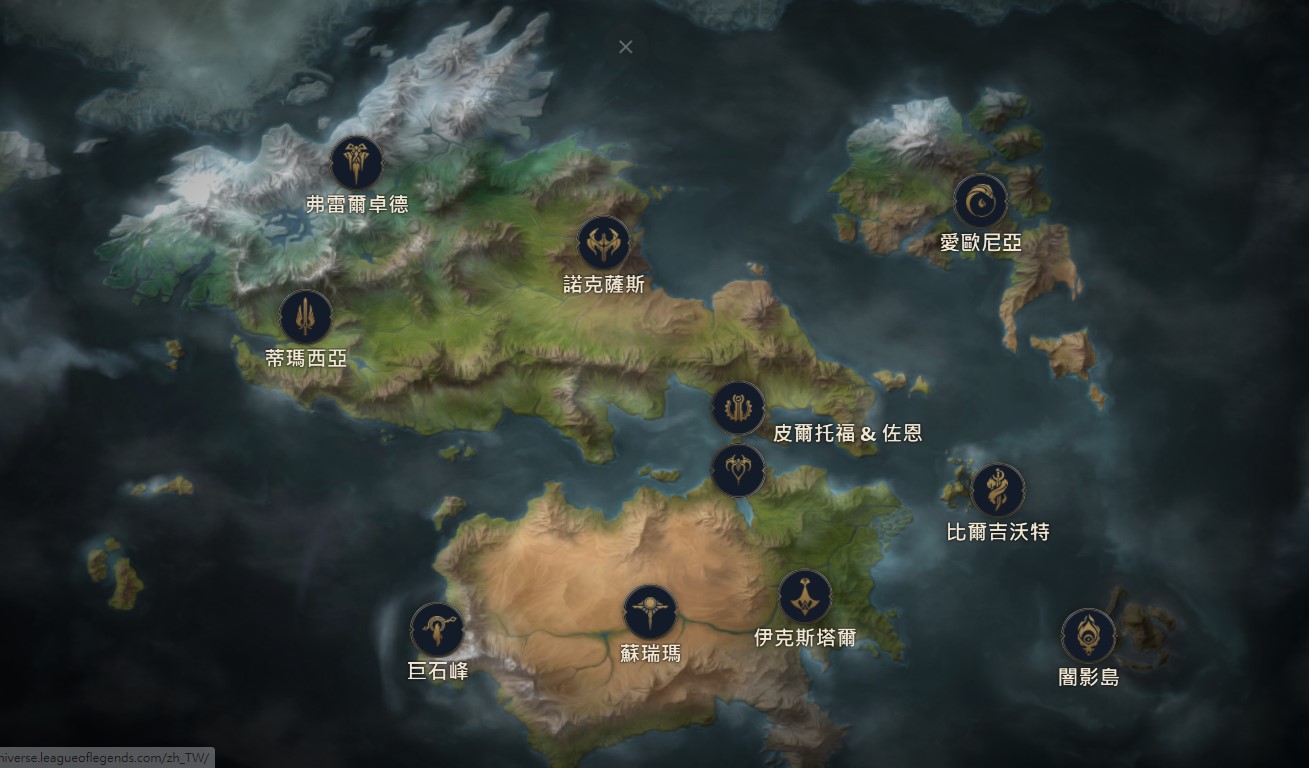 弗雷爾卓德
愛歐尼亞
諾克薩斯
蒂瑪西亞
皮爾托福 & 佐恩
比爾吉沃特
伊克斯塔爾
蘇瑞瑪
巨石峰
闇影島
niverse.leagueoflegends.com/zh_TW/